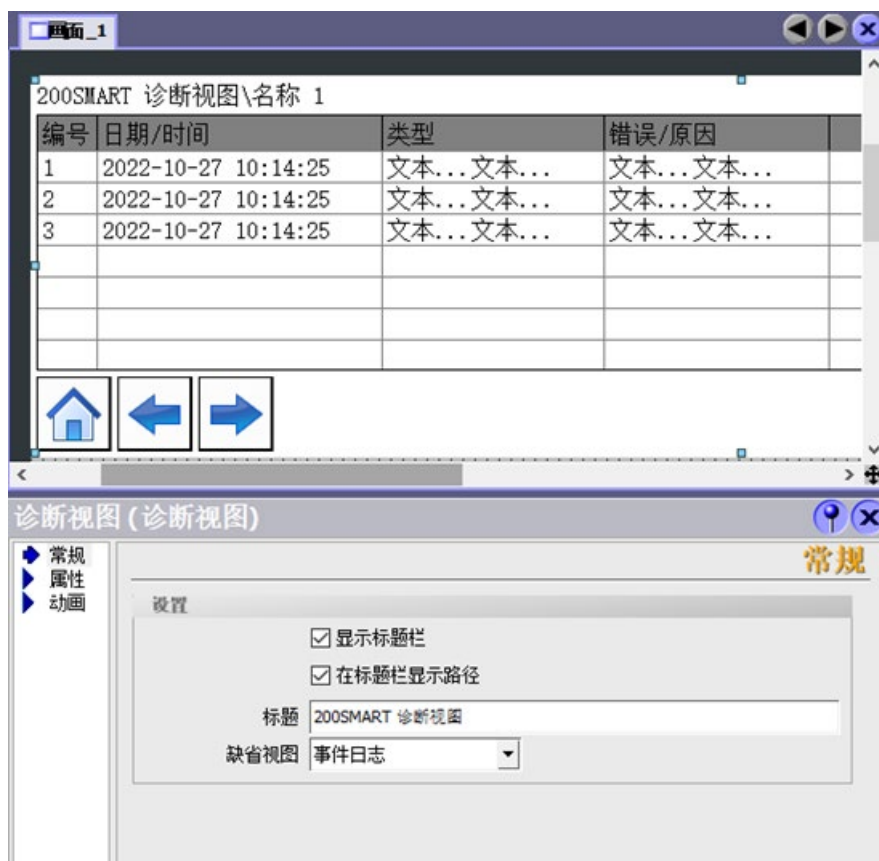 画面_1
200SMART 诊断视图\名称 1
编号 日期/时间 类型 错误/原因
1 2022-10-27 10:14:25 文本...文本... 文本...文本...
2 2022-10-27 10:14:25 文本...文本... 文本...文本...
3 2022-10-27 10:14:25 文本...文本... 文本...文本...
诊断视图(诊断视图)
常规
常规
属性
动画
设置
显示标题栏
在标题栏显示路径
标题 200SMART 诊断视图
缺省视图 事件日志